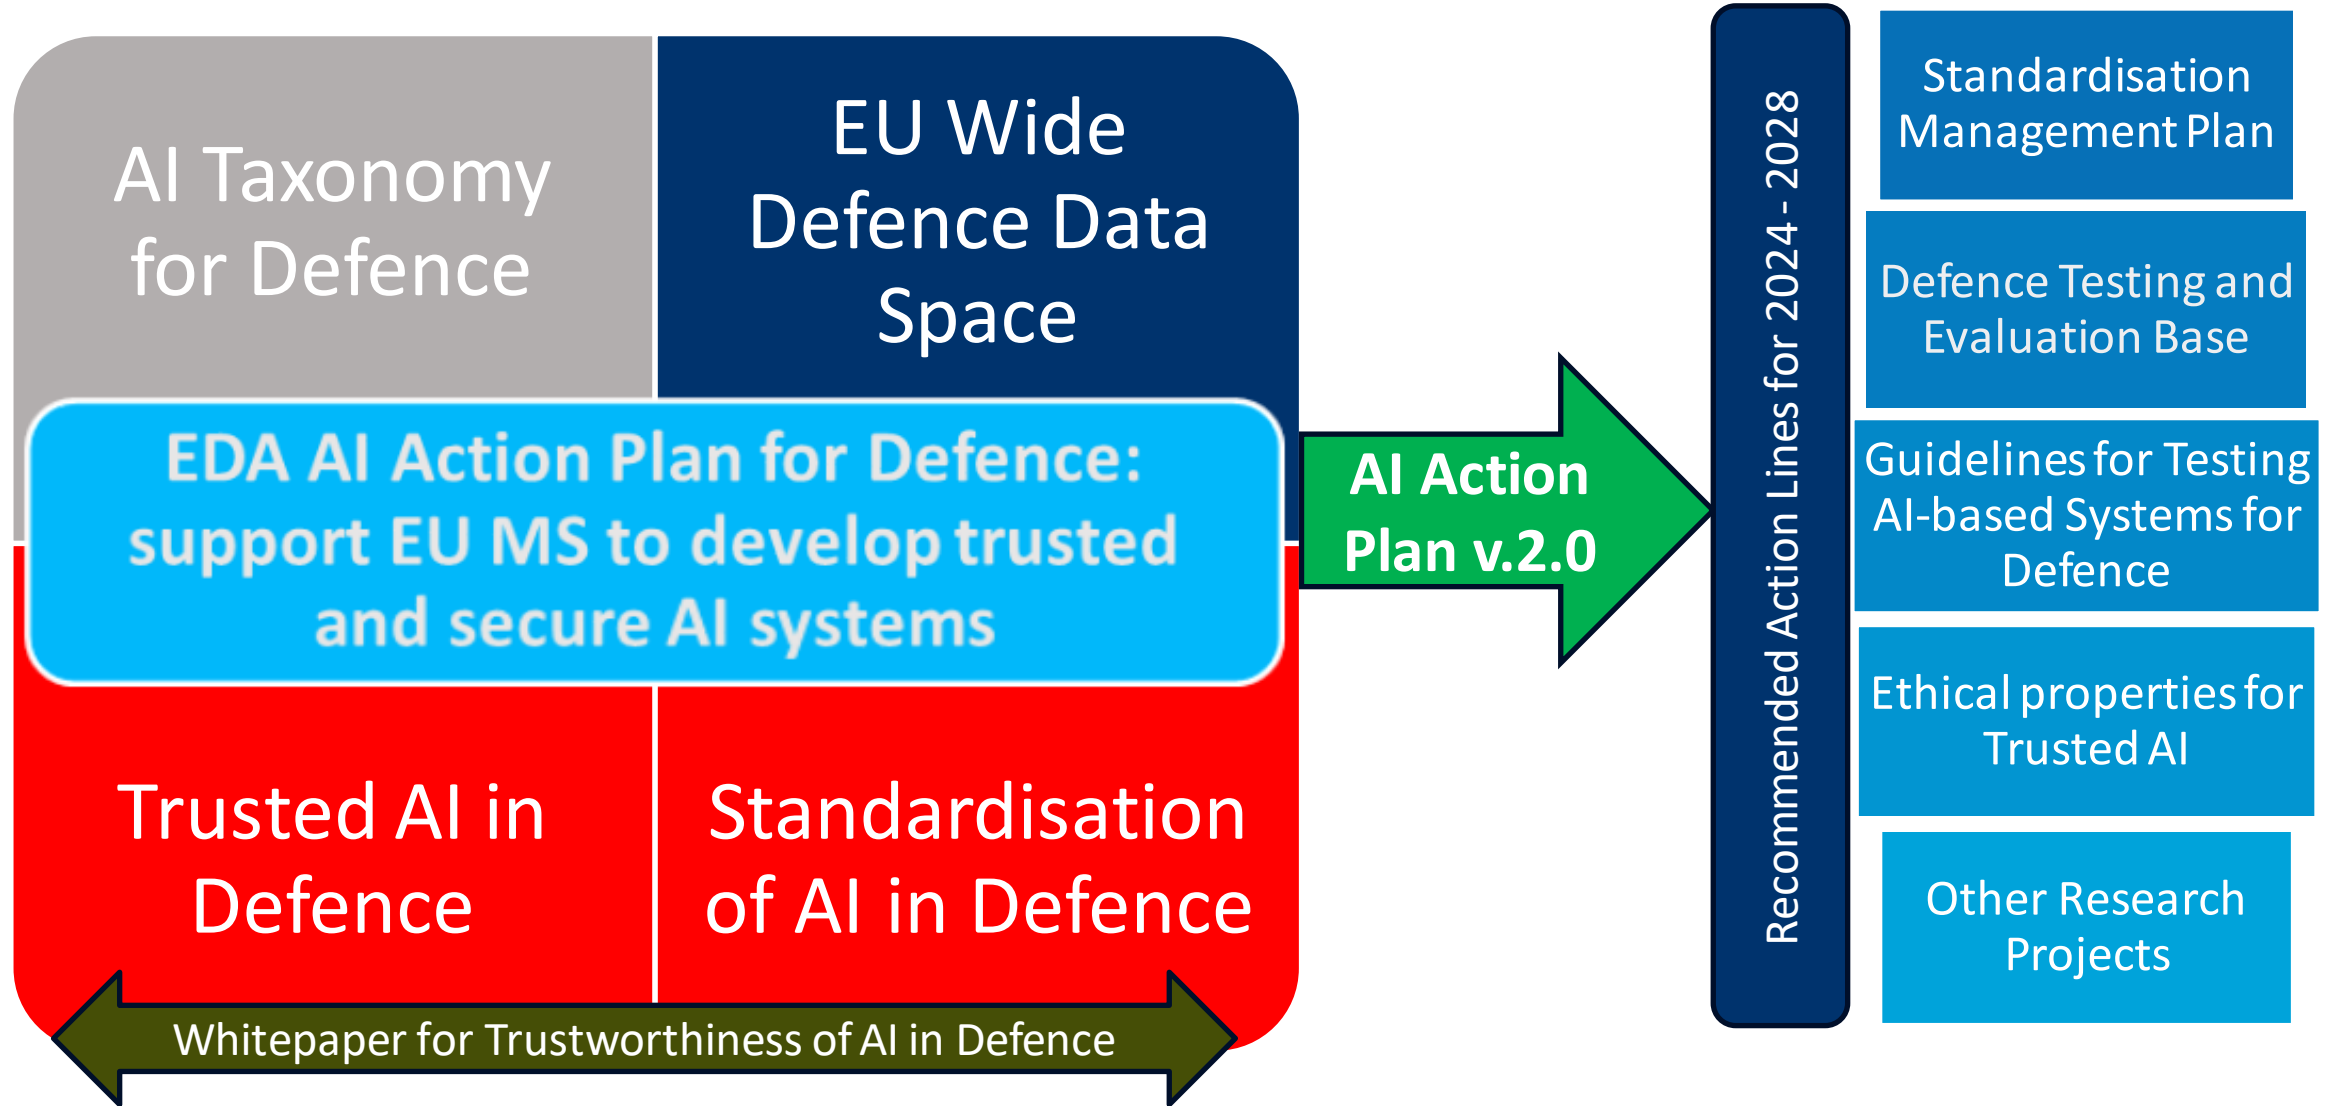 AI Taxonomy
for Defence
EU Wide
Defence Data
Space
EDA AI Action Plan for Defence:
support EU MS to develop trusted
and secure AI systems
Trusted AI in
Defence
Standardisation
of AI in Defence
Whitepaper for Trustworthiness of AI in Defence
AI Action
Plan v.2.0
Recommended Action Lines for 2024 - 2028
Standardisation
Management Plan
Defence Testing and
Evaluation Base
Guidelines for Testing
AI-based Systems for
Defence
Ethical properties for
Trusted AI
Other Research
Projects